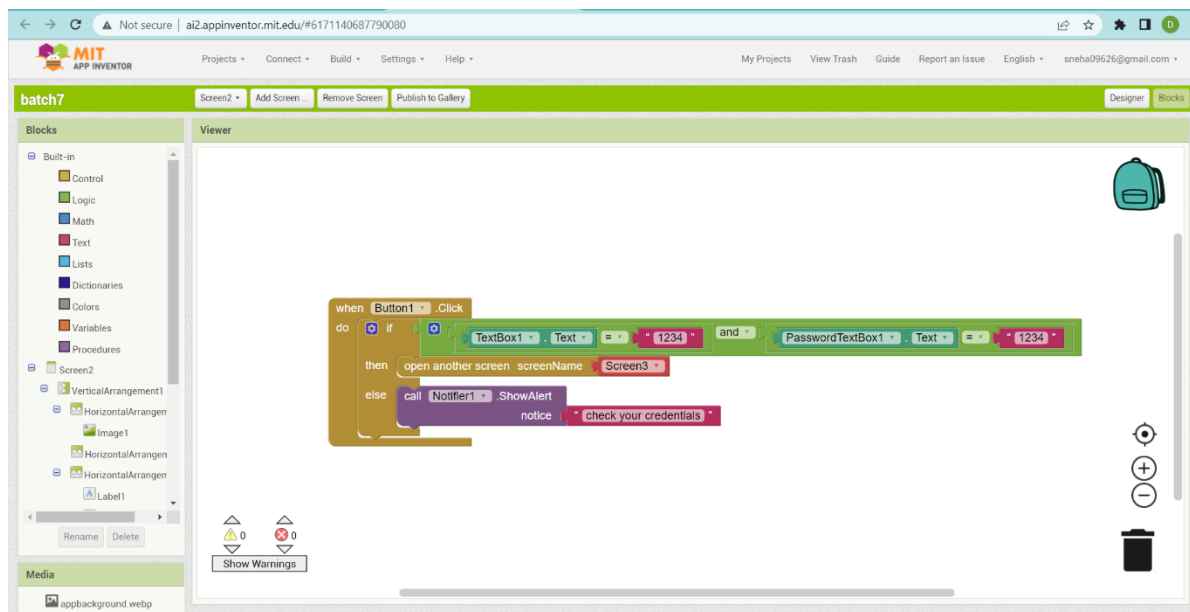 Not secure | ai2.appinventor.mit.edu/#6171140687790080
D
MIT
APP INVENTOR
Projects Connect Build Settings Help My Projects View Trash Guide Report an Issue English sneha09626@gmail.com
batch7 Screen2 Add Screen ... Remove Screen Publish to Gallery Designer Blocks
Blocks Viewer
Built-in
Control
Logic
Math
Text
Lists
Dictionaries
Colors
Variables
Procedures
Screen2
VerticalArrangement1
HorizontalArrangen
Image1
HorizontalArrangen
HorizontalArrangen
A Label1
Rename Delete
Media
appbackground.webp
when Button1 .Click
do if TextBox1 . Text = " 1234 " and PasswordTextBox1 . Text = " 1234 "
then open another screen screenName Screen3
else call Notifier1 .ShowAlert
notice " check your credentials "
0 0
Show Warnings